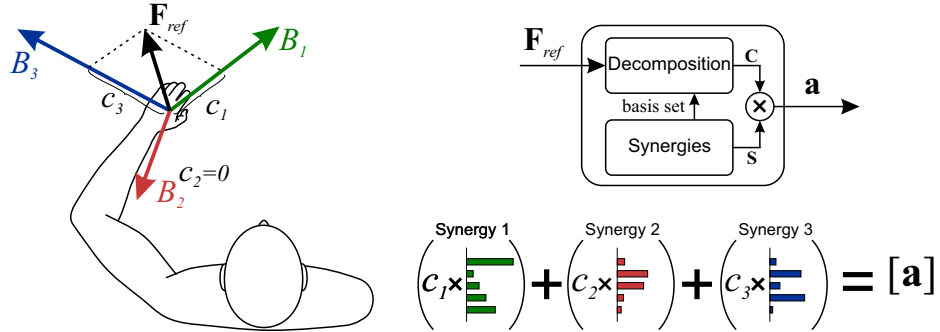 F_ref
B_1
B_3
c_3
c_1
c_2=0
B_2
F_ref
Decomposition
C
basis set
×
a
Synergies
S
Synergy 1
Synergy 2
Synergy 3
(c_1×) + (c_2×) + (c_3×) = [a]